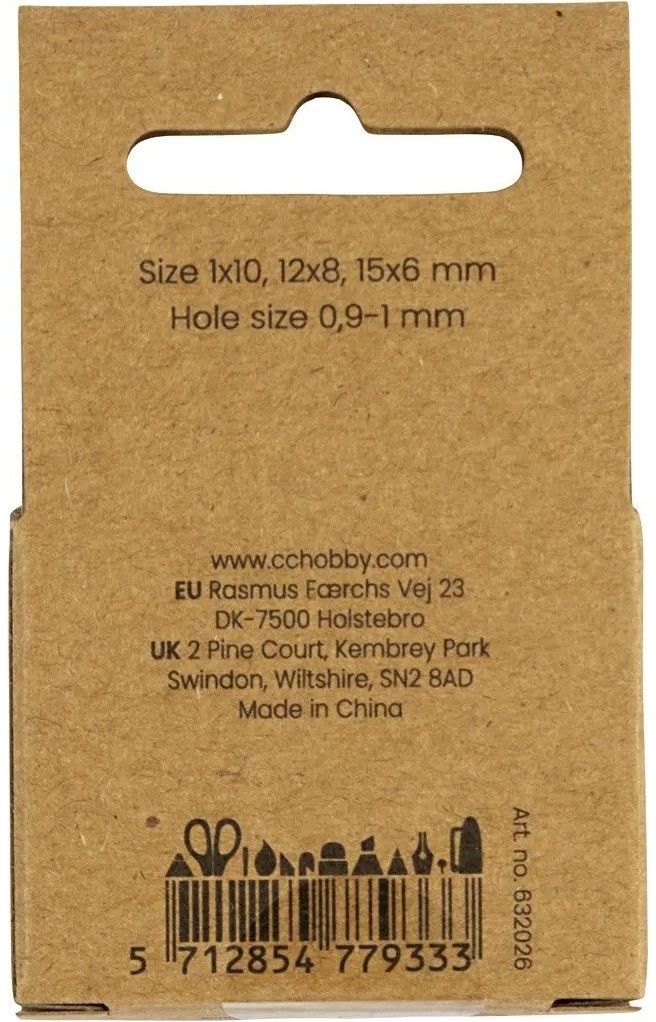 Size 1x10, 12x8, 15x6 mm
Hole size 0,9-1 mm
www.cchobby.com
EU Rasmus Færchs Vej 23
DK-7500 Holstebro
UK 2 Pine Court, Kembrey Park
Swindon, Wiltshire, SN2 8AD
Made in China
Art. no. 632026
5 712854 779333